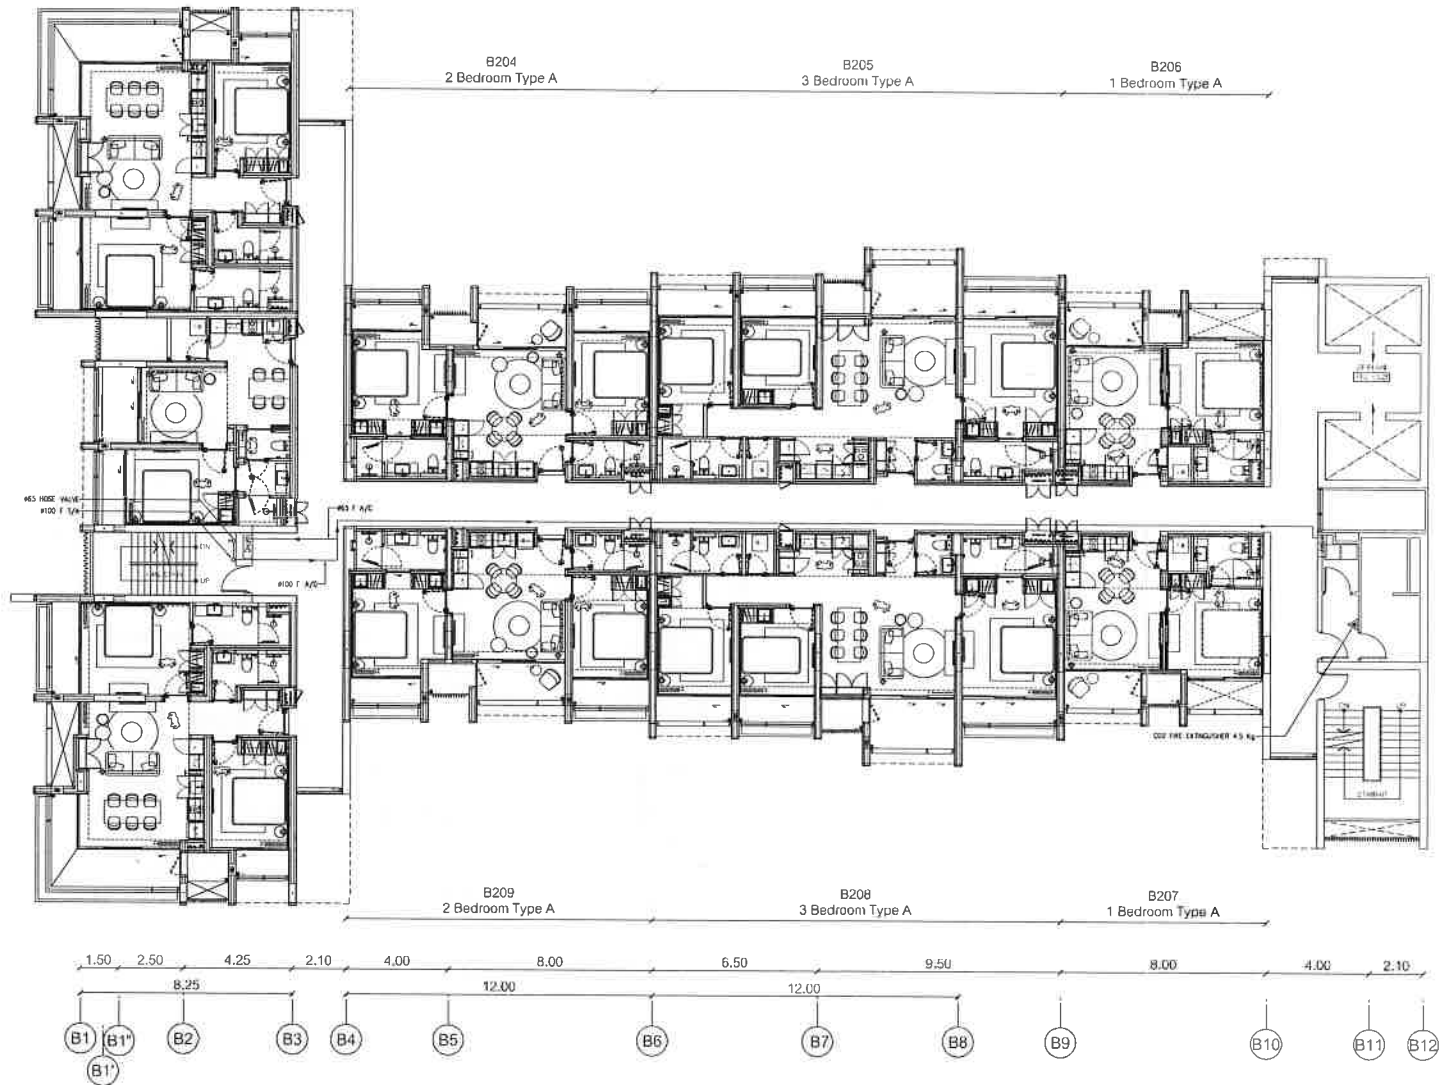 B204
2 Bedroom Type A
B205
3 Bedroom Type A
B206
1 Bedroom Type A
ø65 HOSE VALVE
ø65 F A/C
DN
UP
CO2 FIRE EXTINGUISHER 4.5 Kg
B209
2 Bedroom Type A
B208
3 Bedroom Type A
B207
1 Bedroom Type A
1.50 2.50 4.25 2.10 4.00 8.00 6.50 9.50 8.00 4.00 2.10
8.25 12.00 12.00
B1 B1" B2 B3 B4 B5 B6 B7 B8 B9 B10 B11 B12
B1'